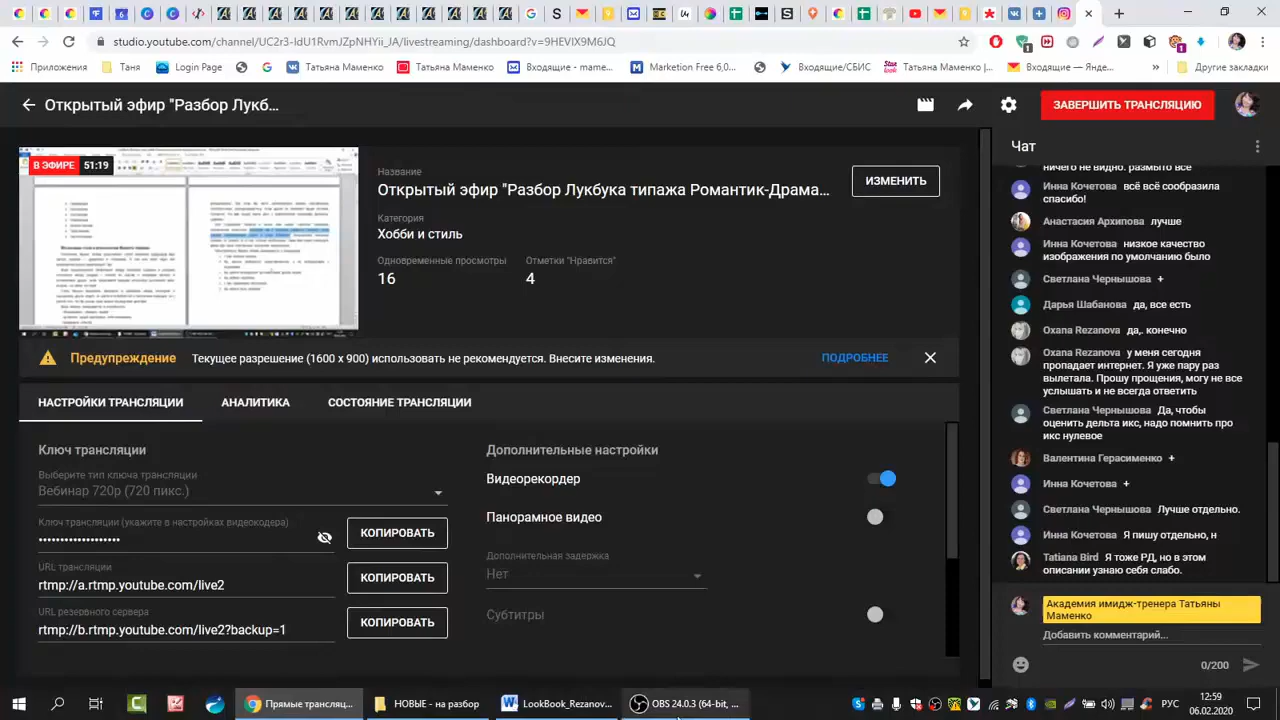 studio.youtube.com/channel/UC2r3-IdU1RvmJZpNHYii_JA/livestreaming/dashboard?v=9HEVIX9M6JQ
Приложения
Таня
Login Page
Татьяна Маменко
Татьяна Маменко
Входящие - mame...
Marketion Free 6,0...
Входящие/СБИС
Татьяна Маменко |...
Входящие — Янде...
»
Другие закладки
Открытый эфир "Разбор Лукб...
ЗАВЕРШИТЬ ТРАНСЛЯЦИЮ
В ЭФИРЕ 51:19
Название
Открытый эфир "Разбор Лукбука типажа Романтик-Драма...
ИЗМЕНИТЬ
Категория
Хобби и стиль
Одновременные просмотры
Отметки "Нравится"
16
4
Предупреждение
Текущее разрешение (1600 x 900) использовать не рекомендуется. Внесите изменения.
ПОДРОБНЕЕ
НАСТРОЙКИ ТРАНСЛЯЦИИ
АНАЛИТИКА
СОСТОЯНИЕ ТРАНСЛЯЦИИ
Ключ трансляции
Выберите тип ключа трансляции
Вебинар 720p (720 пикс.)
Ключ трансляции (укажите в настройках видеокодера)
••••••••••••••••••
КОПИРОВАТЬ
URL трансляции
rtmp://a.rtmp.youtube.com/live2
КОПИРОВАТЬ
URL резервного сервера
rtmp://b.rtmp.youtube.com/live2?backup=1
КОПИРОВАТЬ
Дополнительные настройки
Видеорекордер
Панорамное видео
Дополнительная задержка
Нет
Субтитры
Чат
ничего не видно. размыто все
Инна Кочетова всё всё сообразила
спасибо!
Анастасия Архипова лучше
Инна Кочетова
изображение то уменьшено было
Светлана Чернышова +
Дарья Шабанова да, все есть
Oxana Rezanova да,. конечно
Oxana Rezanova у меня сегодня
пропадает интернет. Я уже пару раз
вылетала. Прошу прощения, могу не все
услышать и не всегда ответить
Светлана Чернышова Да, чтобы
оценить дельта икс, надо помнить про
икс нулевое
Валентина Герасименко +
Инна Кочетова +
Светлана Чернышова Лучше отдельно.
Инна Кочетова Я пишу отдельно, н
Tatiana Bird Я тоже РД, но в этом
описании узнаю себя слабо.
Академия имидж-тренера Татьяны
Маменко
Добавить комментарий...
0/200
Прямые трансляц...
НОВЫЕ - на разбор
LookBook_Rezanov...
OBS 24.0.3 (64-bit, ...
РУС
12:59
06.02.2020